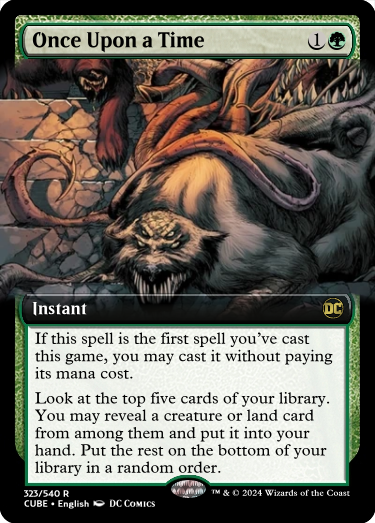 Once Upon a Time 1
Instant DC
If this spell is the first spell you've cast
this game, you may cast it without paying
its mana cost.
Look at the top five cards of your library.
You may reveal a creature or land card
from among them and put it into your
hand. Put the rest on the bottom of your
library in a random order.
323/540 R
CUBE • English DC Comics ™ & © 2024 Wizards of the Coast